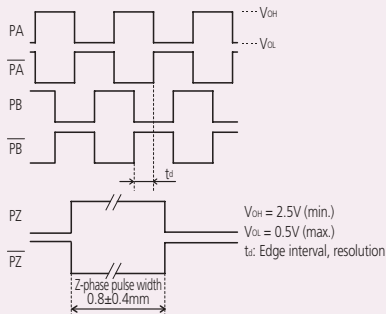 PA
VOH
VOL
PA
PB
PB
td
PZ
PZ
VOH = 2.5V (min.)
VOL = 0.5V (max.)
td: Edge interval, resolution
Z-phase pulse width
0.8±0.4mm